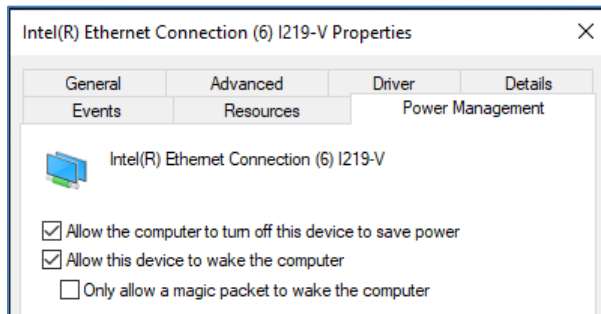 Intel(R) Ethernet Connection (6) I219-V Properties
General Advanced Driver Details
Events Resources Power Management
Intel(R) Ethernet Connection (6) I219-V
Allow the computer to turn off this device to save power
Allow this device to wake the computer
Only allow a magic packet to wake the computer